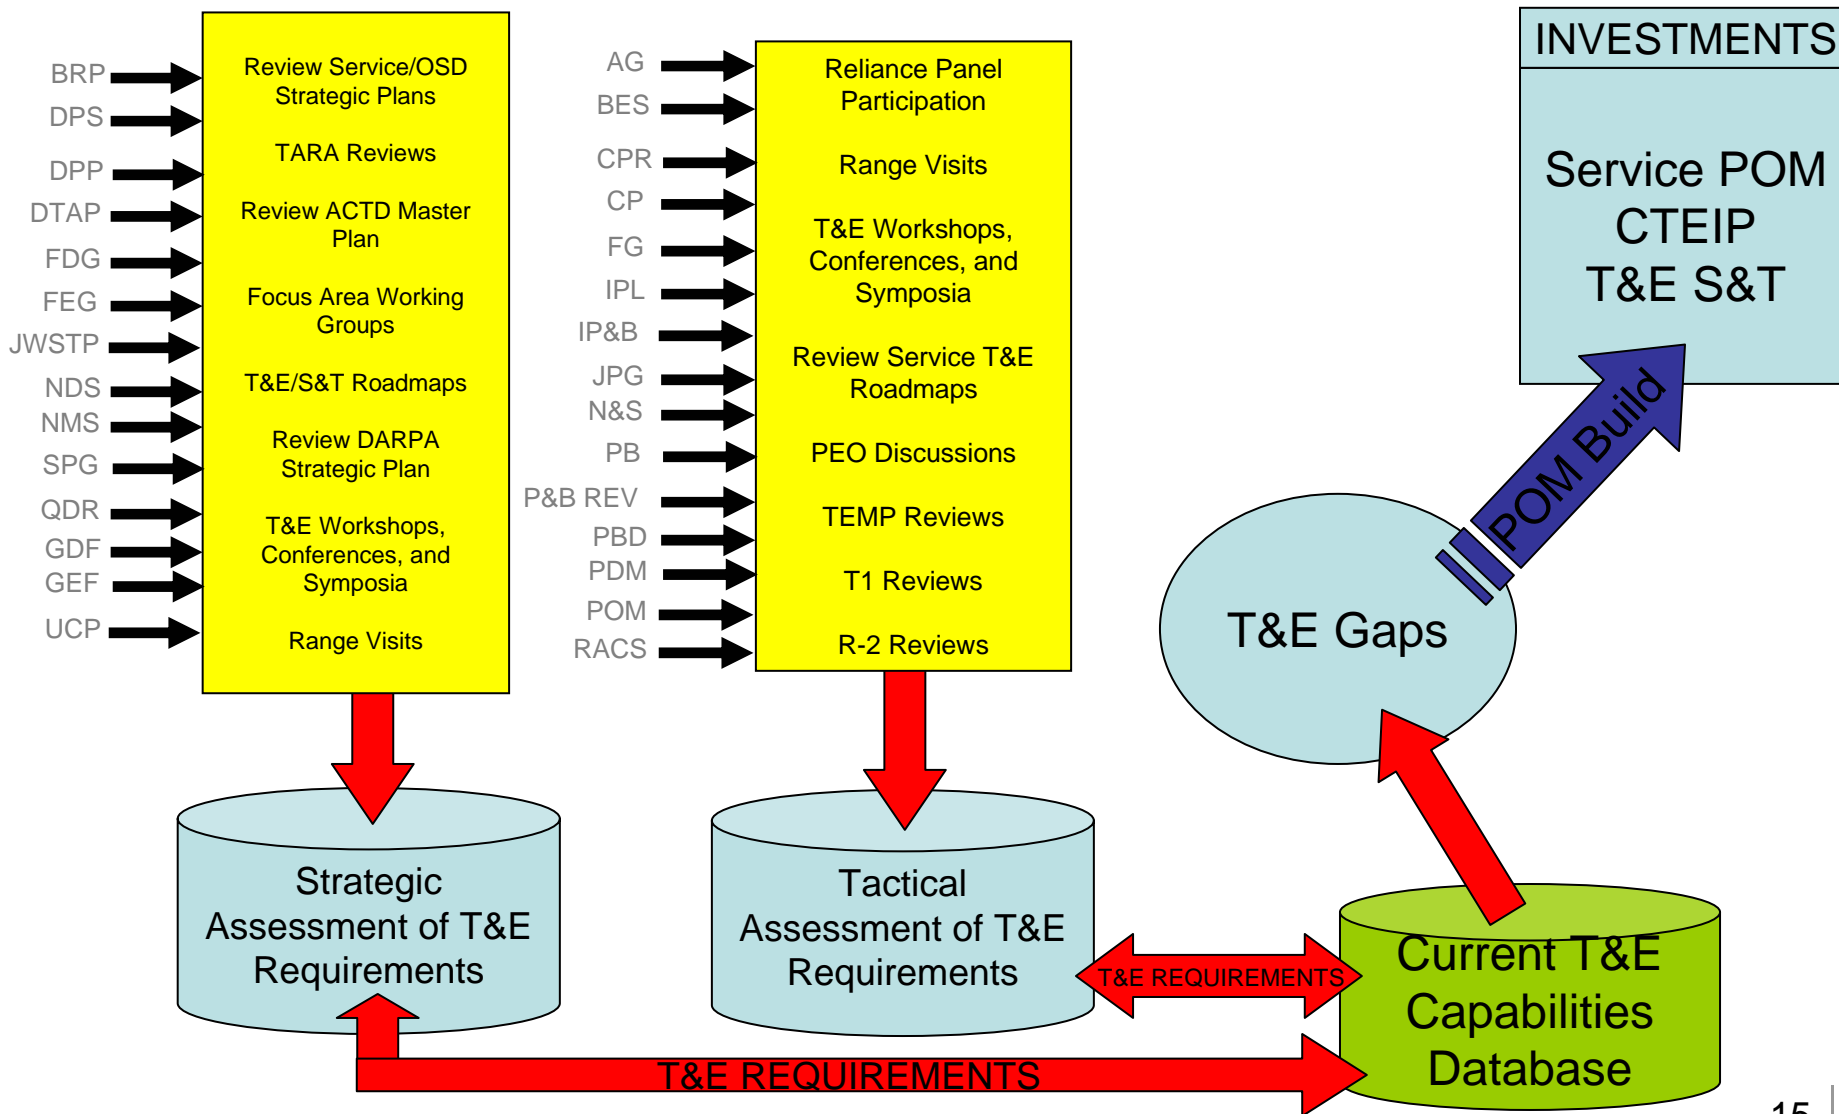 BRP
DPS
DPP
DTAP
FDG
FEG
JWSTP
NDS
NMS
SPG
QDR
GDF
GEF
UCP
Review Service/OSD
Strategic Plans
TARA Reviews
Review ACTD Master
Plan
Focus Area Working
Groups
T&E/S&T Roadmaps
Review DARPA
Strategic Plan
T&E Workshops,
Conferences, and
Symposia
Range Visits
AG
BES
CPR
CP
FG
IPL
IP&B
JPG
N&S
PB
P&B REV
PBD
PDM
POM
RACS
Reliance Panel
Participation
Range Visits
T&E Workshops,
Conferences, and
Symposia
Review Service T&E
Roadmaps
PEO Discussions
TEMP Reviews
T1 Reviews
R-2 Reviews
INVESTMENTS
Service POM
CTEIP
T&E S&T
POM Build
T&E Gaps
Strategic
Assessment of T&E
Requirements
Tactical
Assessment of T&E
Requirements
T&E REQUIREMENTS
Current T&E
Capabilities
Database
T&E REQUIREMENTS
15